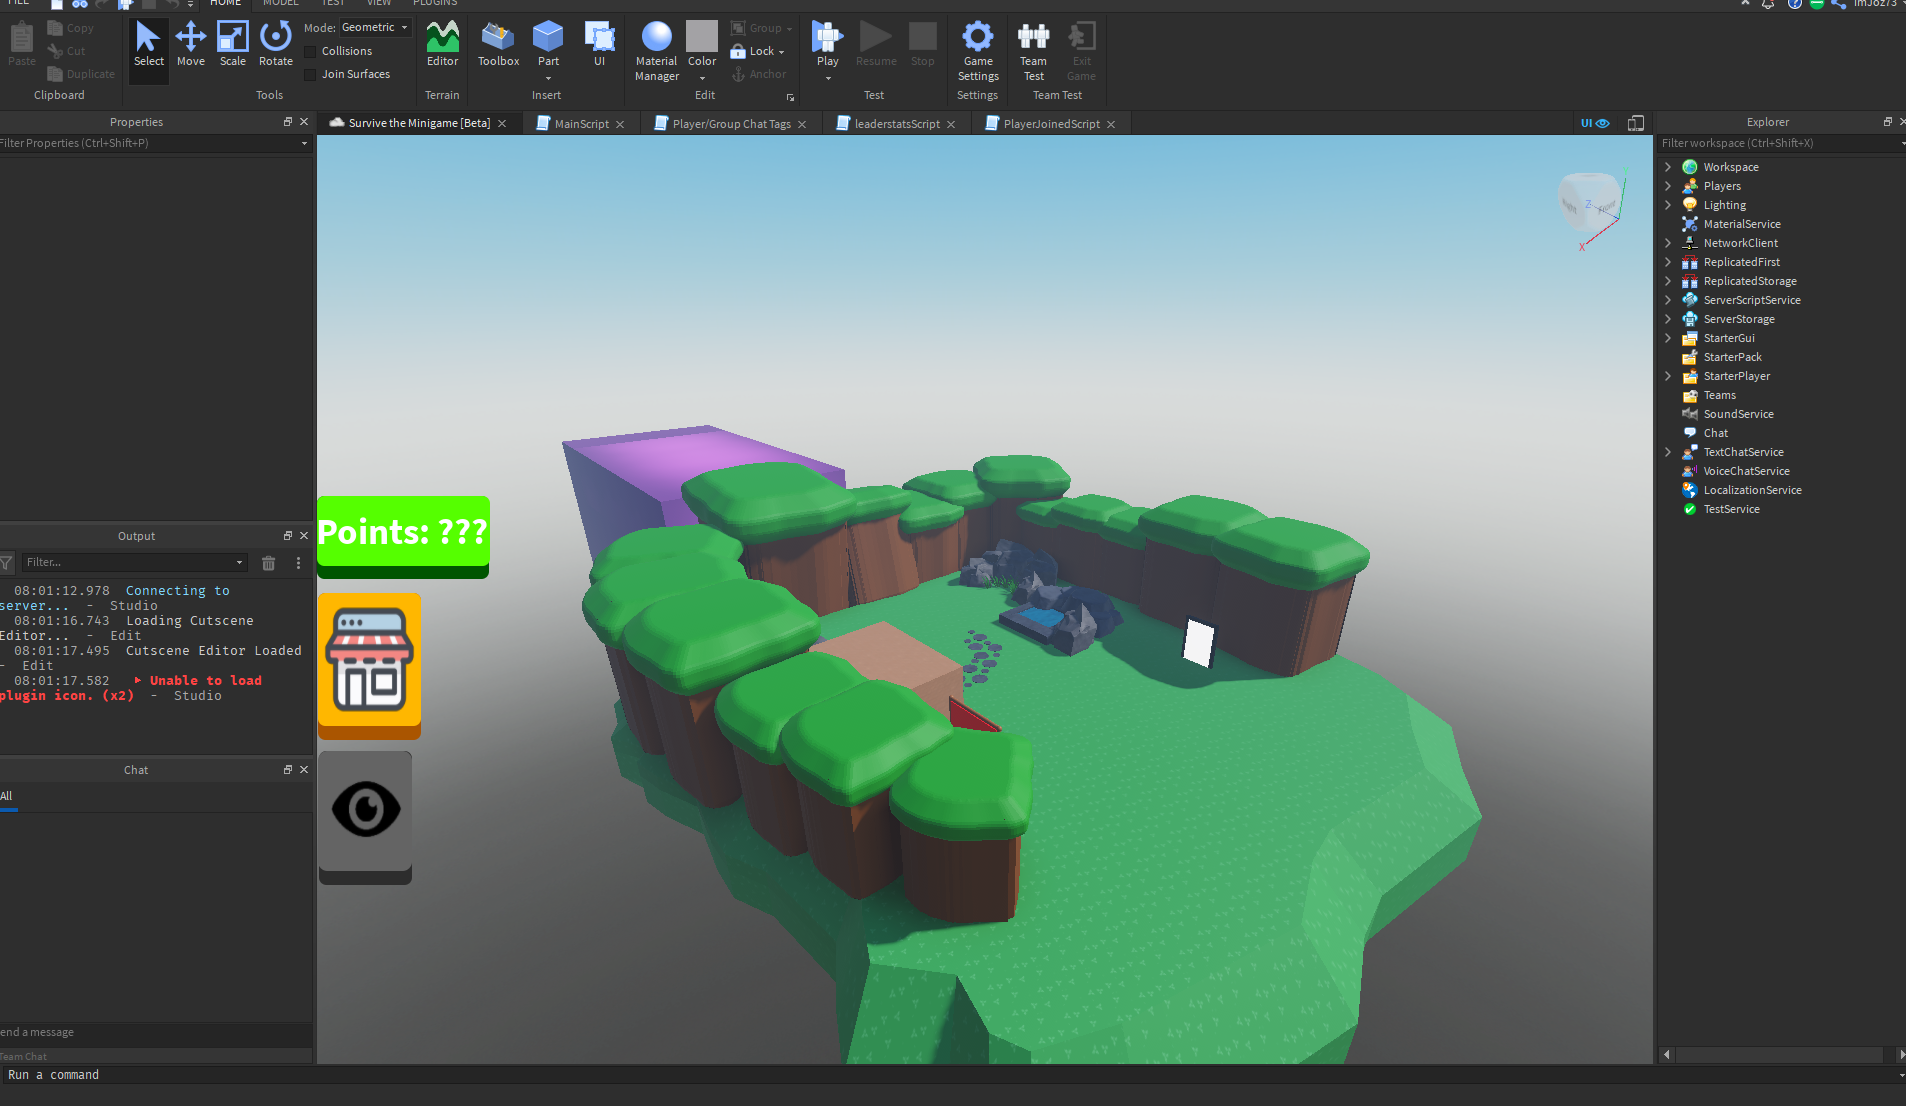 FILE
HOME
MODEL
TEST
VIEW
PLUGINS
ImJoz73
Paste
Copy
Cut
Duplicate
Clipboard
Select
Move
Scale
Rotate
Mode: Geometric
Collisions
Join Surfaces
Tools
Editor
Terrain
Toolbox
Part
UI
Insert
Material
Manager
Color
Group
Lock
Anchor
Edit
Play
Resume
Stop
Test
Game
Settings
Settings
Team
Test
Exit
Game
Team Test
Properties
Survive the Minigame [Beta]
MainScript
Player/Group Chat Tags
leaderstatsScript
PlayerJoinedScript
UI
Explorer
Filter Properties (Ctrl+Shift+P)
Filter workspace (Ctrl+Shift+X)
Workspace
Players
Lighting
MaterialService
NetworkClient
ReplicatedFirst
ReplicatedStorage
ServerScriptService
ServerStorage
StarterGui
StarterPack
StarterPlayer
Teams
SoundService
Chat
TextChatService
VoiceChatService
LocalizationService
TestService
Z
X
Points: ???
Output
Filter...
08:01:12.978 Connecting to
server... - Studio
08:01:16.743 Loading Cutscene
Editor... - Edit
08:01:17.495 Cutscene Editor Loaded
- Edit
08:01:17.582 Unable to load
plugin icon. (x2) - Studio
Chat
All
end a message
Team Chat
Run a command